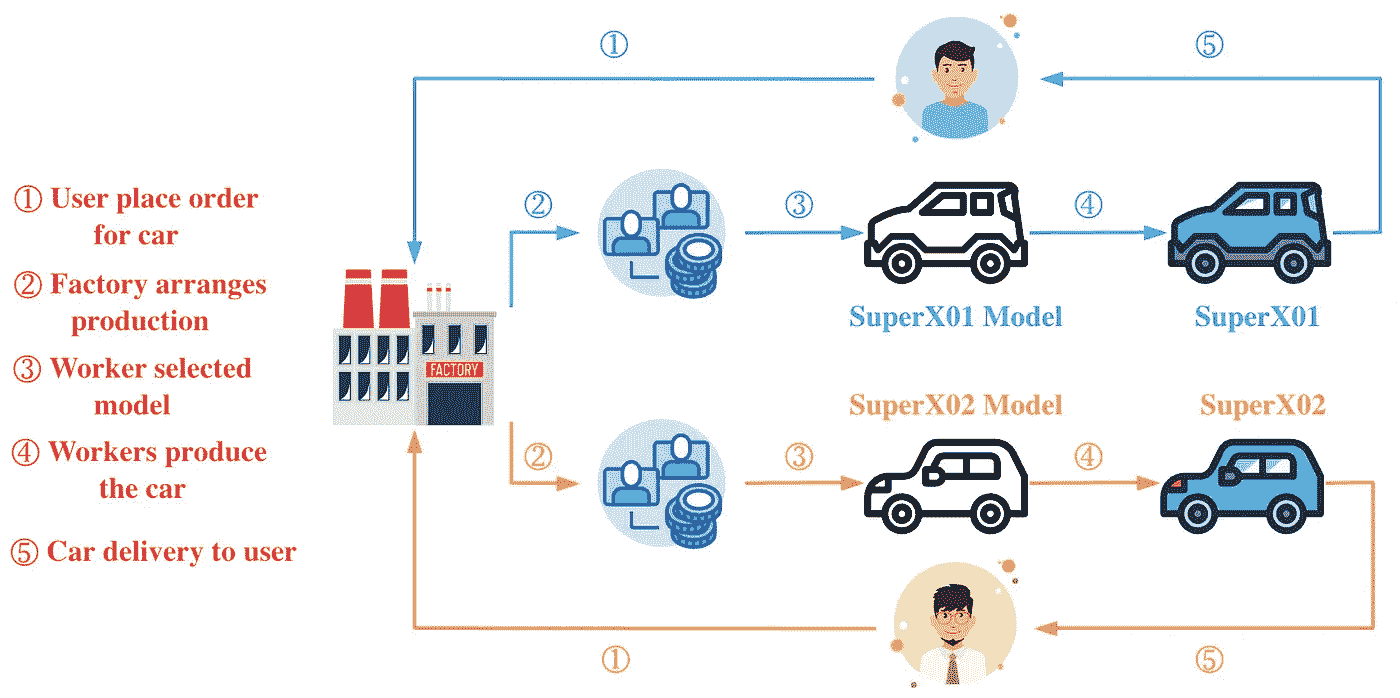 ① User place order
for car
② Factory arranges
production
③ Worker selected
model
④ Workers produce
the car
⑤ Car delivery to user
①
⑤
②
③
④
SuperX01 Model
SuperX01
FACTORY
SuperX02 Model
SuperX02
②
③
④
①
⑤